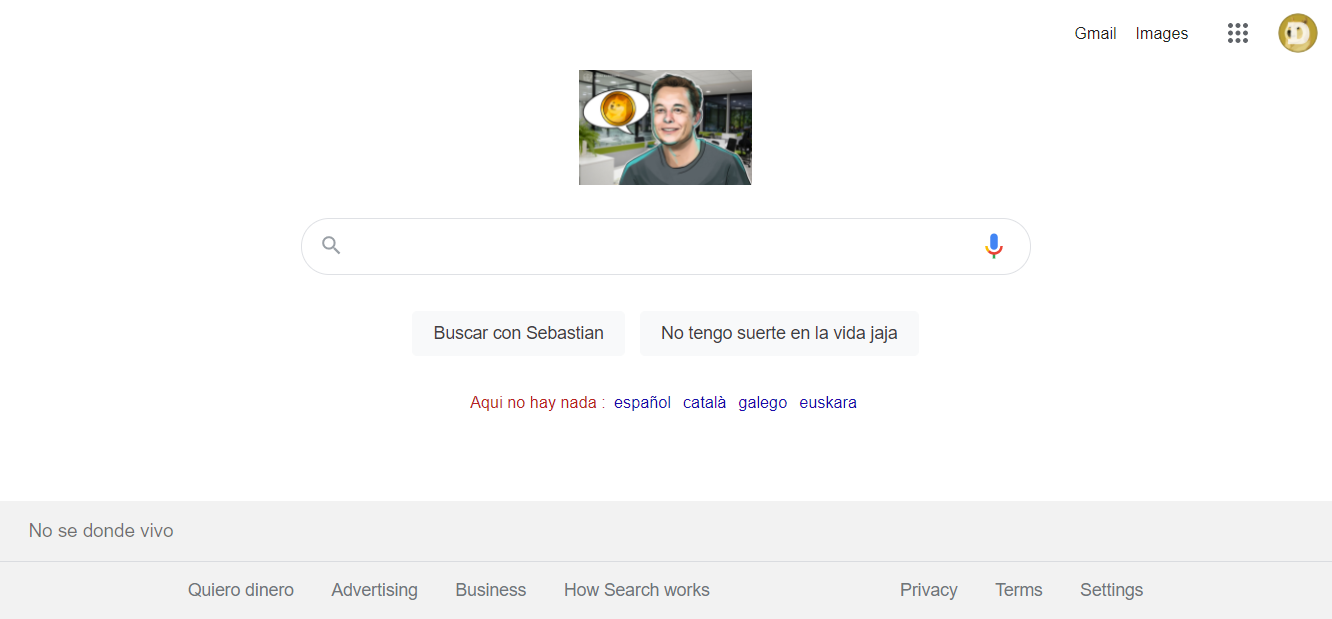 Gmail Images
Buscar con Sebastian No tengo suerte en la vida jaja
Aqui no hay nada : español català galego euskara
No se donde vivo
Quiero dinero Advertising Business How Search works Privacy Terms Settings